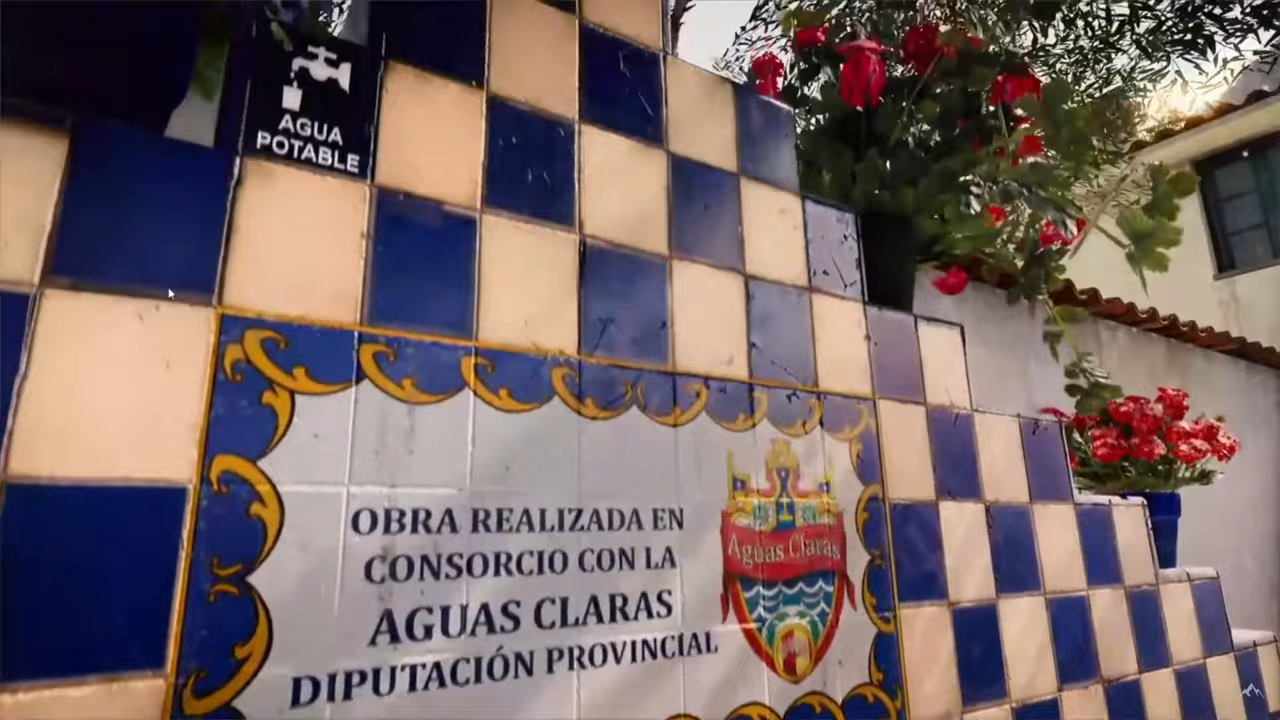 AGUA
POTABLE
OBRA REALIZADA EN
CONSORCIO CON LA
AGUAS CLARAS
DIPUTACIÓN PROVINCIAL
Aguas Claras